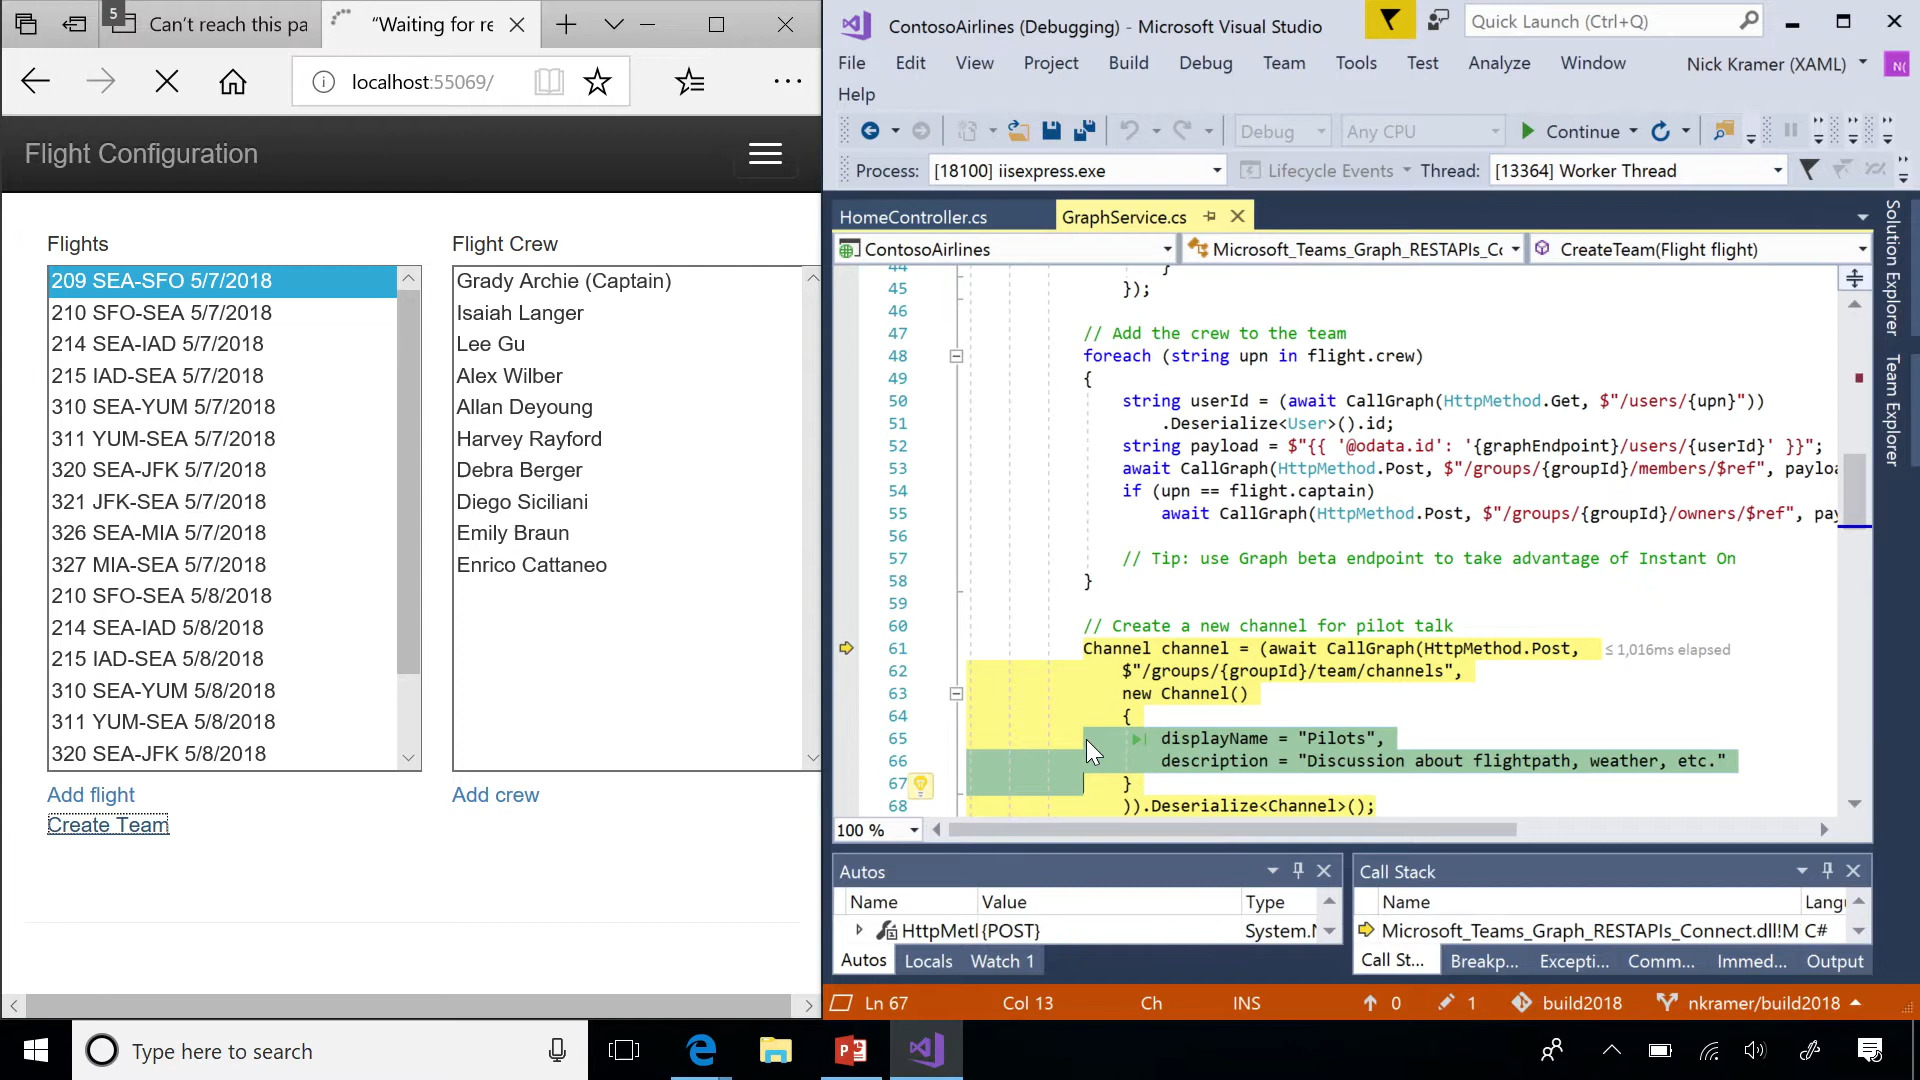 5
Can't reach this pa
"Waiting for re
localhost:55069/
Flight Configuration
Flights
209 SEA-SFO 5/7/2018
210 SFO-SEA 5/7/2018
214 SEA-IAD 5/7/2018
215 IAD-SEA 5/7/2018
310 SEA-YUM 5/7/2018
311 YUM-SEA 5/7/2018
320 SEA-JFK 5/7/2018
321 JFK-SEA 5/7/2018
326 SEA-MIA 5/7/2018
327 MIA-SEA 5/7/2018
210 SFO-SEA 5/8/2018
214 SEA-IAD 5/8/2018
215 IAD-SEA 5/8/2018
310 SEA-YUM 5/8/2018
311 YUM-SEA 5/8/2018
320 SEA-JFK 5/8/2018
Add flight
Create Team
Flight Crew
Grady Archie (Captain)
Isaiah Langer
Lee Gu
Alex Wilber
Allan Deyoung
Harvey Rayford
Debra Berger
Diego Siciliani
Emily Braun
Enrico Cattaneo
Add crew
ContosoAirlines (Debugging) - Microsoft Visual Studio
Quick Launch (Ctrl+Q)
File Edit View Project Build Debug Team Tools Test Analyze Window
Nick Kramer (XAML) N(
Help
Debug Any CPU Continue
Process: [18100] iisexpress.exe Lifecycle Events Thread: [13364] Worker Thread
HomeController.cs GraphService.cs
ContosoAirlines Microsoft_Teams_Graph_RESTAPIs_Cc CreateTeam(Flight flight)
44 }
45 });
46
47 // Add the crew to the team
48 foreach (string upn in flight.crew)
49 {
50 string userId = (await CallGraph(HttpMethod.Get, $"/users/{upn}"))
51 .Deserialize<User>().id;
52 string payload = $"{{ '@odata.id': '{graphEndpoint}/users/{userId}' }}";
53 await CallGraph(HttpMethod.Post, $"/groups/{groupId}/members/$ref", payloa
54 if (upn == flight.captain)
55 await CallGraph(HttpMethod.Post, $"/groups/{groupId}/owners/$ref", pay
56
57 // Tip: use Graph beta endpoint to take advantage of Instant On
58 }
59
60 // Create a new channel for pilot talk
61 Channel channel = (await CallGraph(HttpMethod.Post, ≤ 1,016ms elapsed
62 $"/groups/{groupId}/team/channels",
63 new Channel()
64 {
65 displayName = "Pilots",
66 description = "Discussion about flightpath, weather, etc."
67 }
68 )).Deserialize<Channel>();
100 %
Solution Explorer
Team Explorer
Autos
Name Value Type
HttpMetl {POST} System.N
Autos Locals Watch 1
Call Stack
Name Lang
Microsoft_Teams_Graph_RESTAPIs_Connect.dll!M C#
Call St... Breakp... Excepti... Comm... Immed... Output
Ln 67 Col 13 Ch INS 0 1 build2018 nkramer/build2018
Type here to search